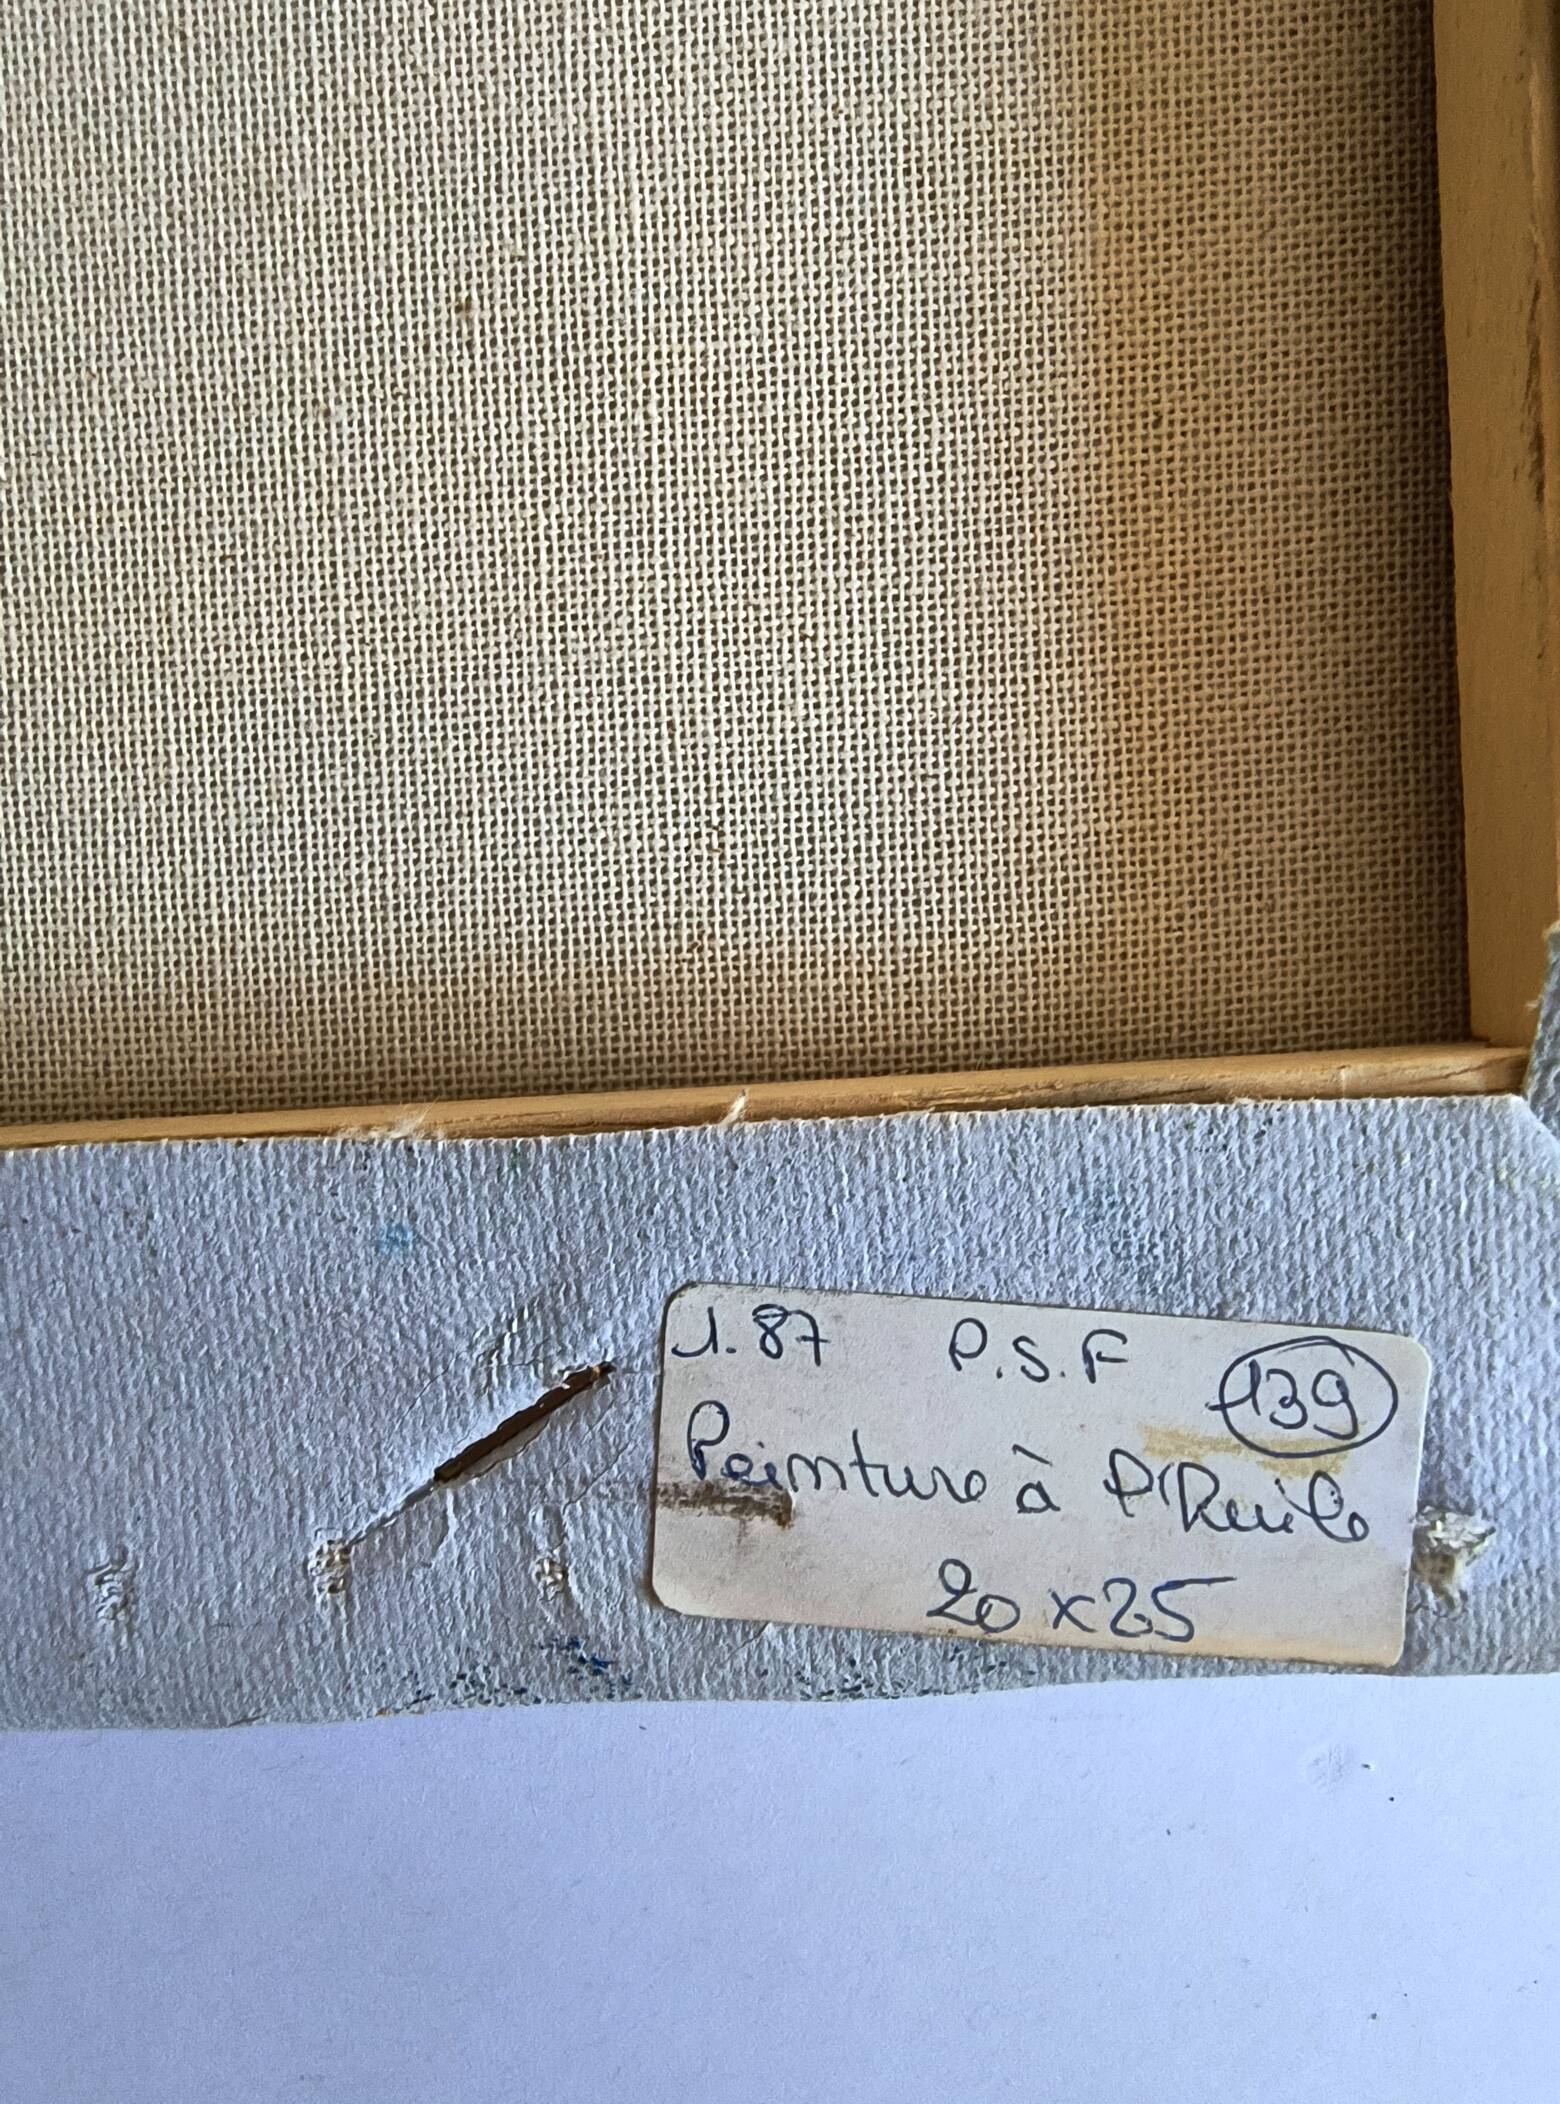 1.87 P.S.F 139
Peinture à l'Huile
20 x 25